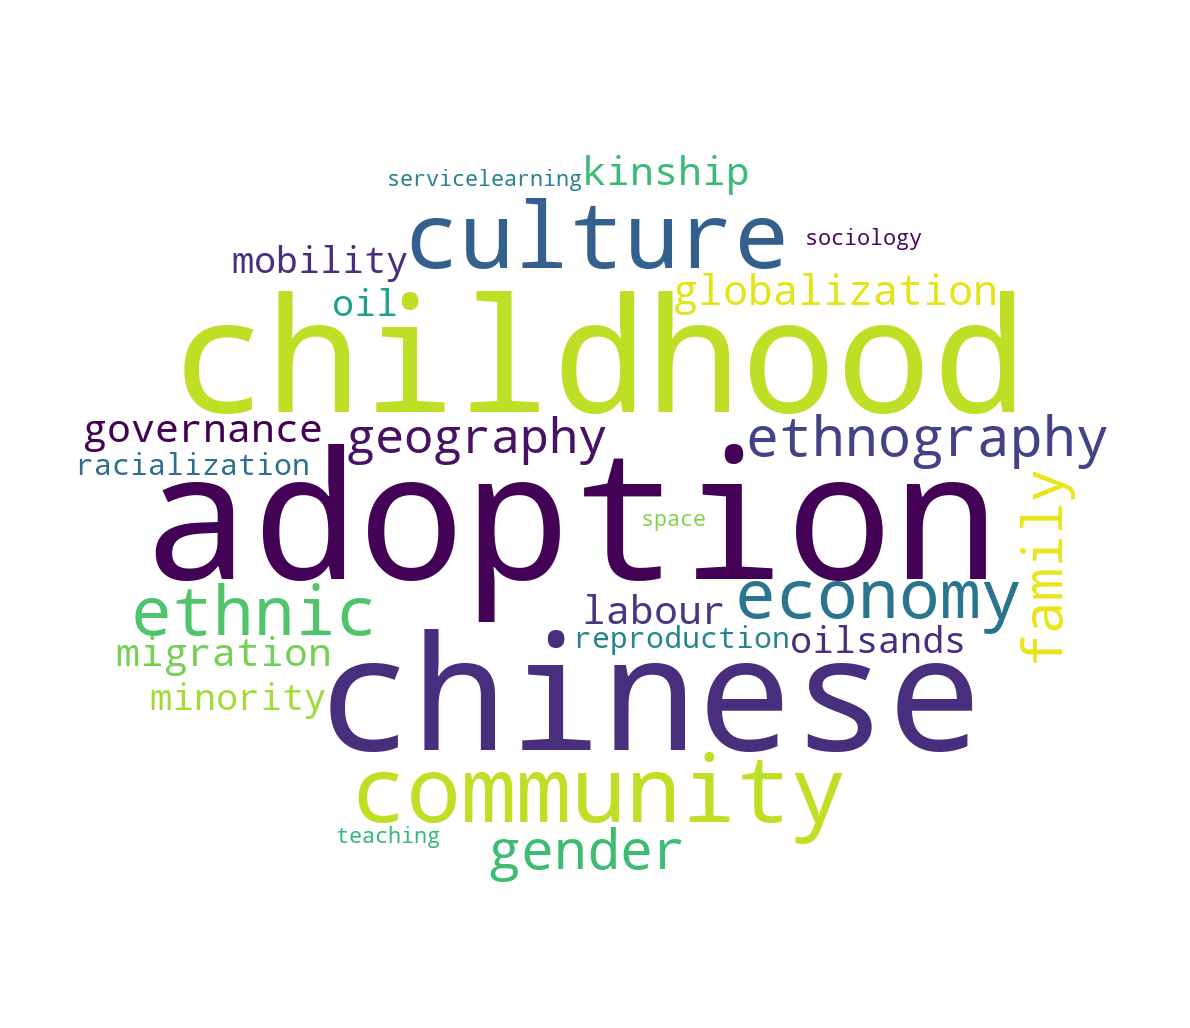 servicelearning kinship
culture sociology
mobility
oil globalization
childhood
governance geography ethnography
racialization
adoption
space
family
ethnic labour economy
migration reproduction oilsands
minority chinese
community
teaching gender